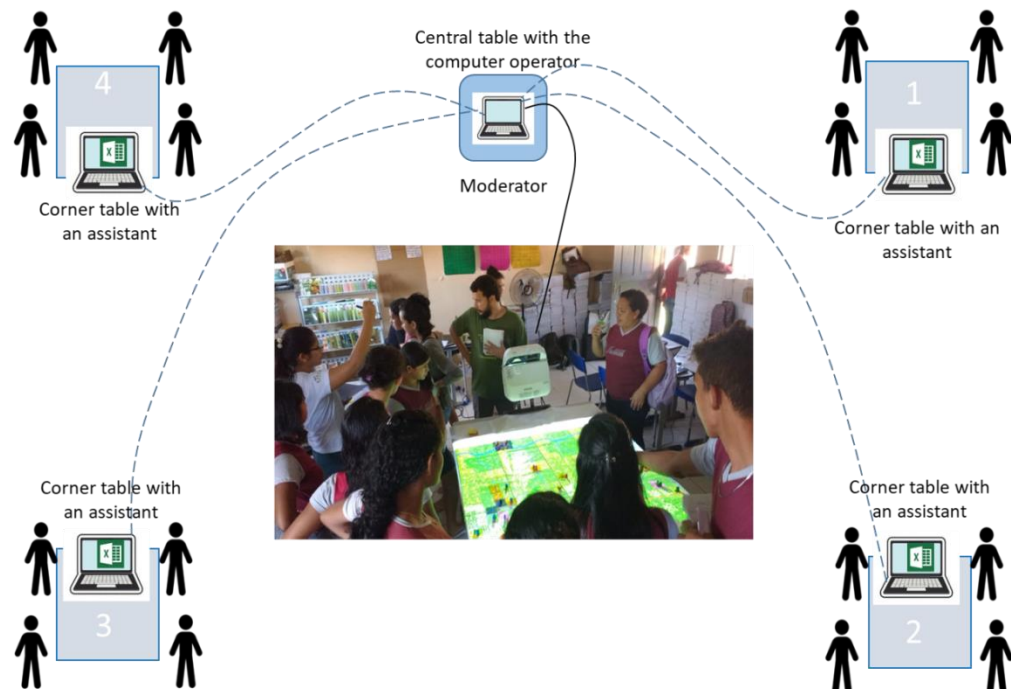 4
Corner table with
an assistant
Central table with the
computer operator
Moderator
1
Corner table with an
assistant
Corner table with
an assistant
3
Corner table with
an assistant
2